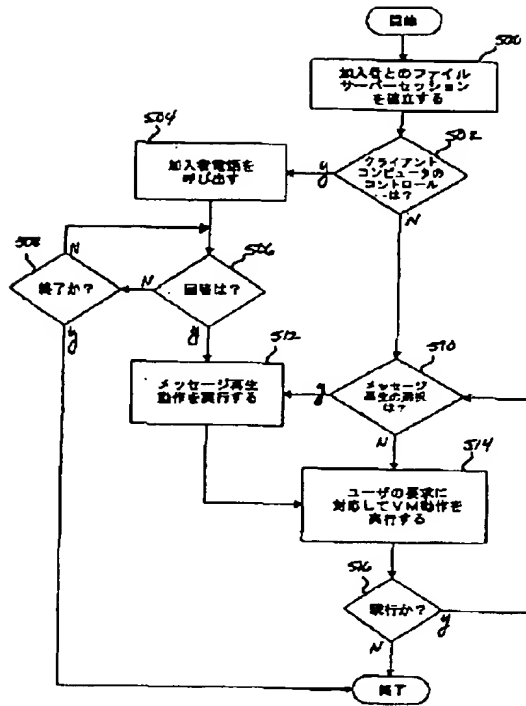 開始
500
加入者とのファイル
サーバーセッション
を確立する
504
加入者電話を
呼び出す
502
クライアント
コンピュータの
コントロール
は?
y
N
508
終了か?
N
y
506
回答は?
N
y
512
メッセージ再生
動作を実行する
510
メッセージ
再生の選択
は?
y
N
514
ユーザの要求に
対応してVM動作を
実行する
516
続行か?
y
N
終了